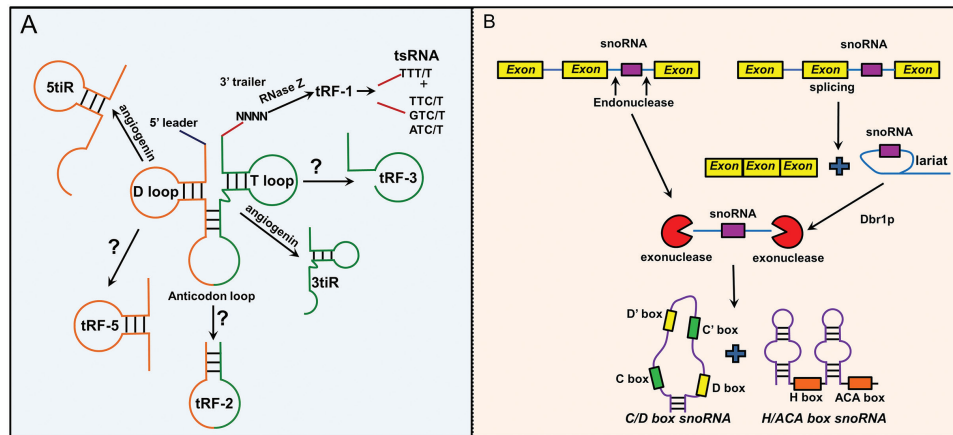 A
5tiR
angiogenin
5' leader
3' trailer
RNase Z
NNNN
tRF-1
tsRNA
TTT/T
+
TTC/T
GTC/T
ATC/T
D loop
T loop
?
tRF-3
angiogenin
3tiR
?
tRF-5
Anticodon loop
?
tRF-2
B
snoRNA
Exon Exon Exon
Endonuclease
snoRNA
Exon Exon Exon
splicing
snoRNA
lariat
Exon Exon Exon
Dbr1p
snoRNA
exonuclease
exonuclease
D' box
C' box
C box
D box
C/D box snoRNA
H box
ACA box
H/ACA box snoRNA